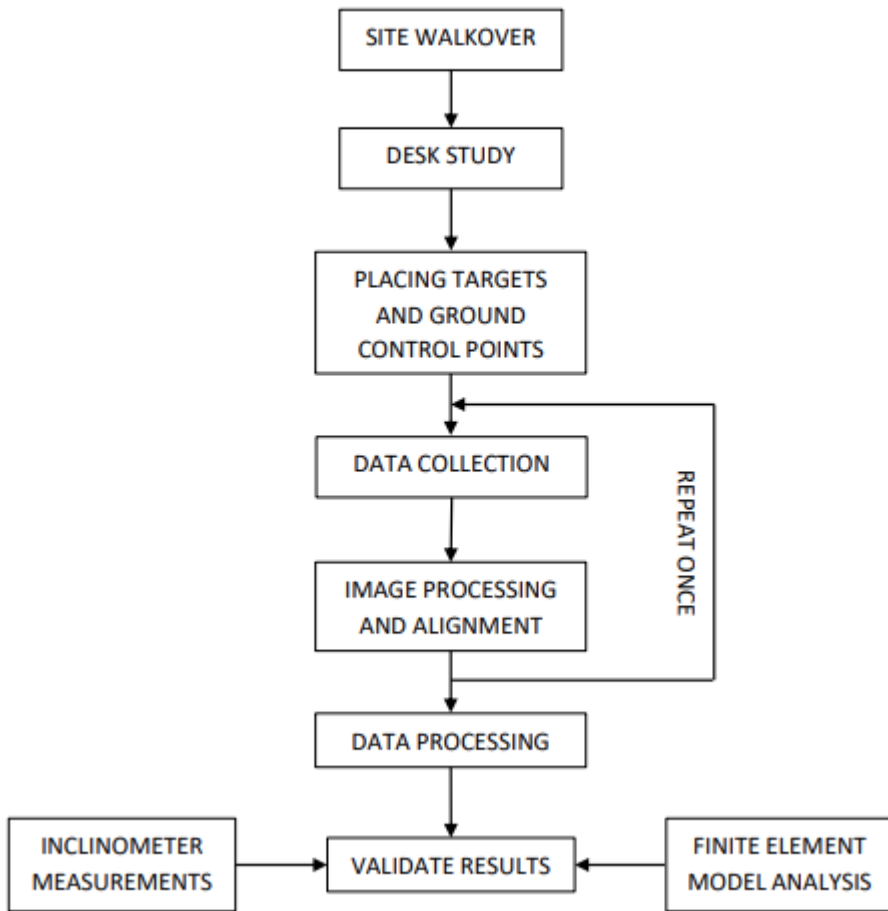 SITE WALKOVER
DESK STUDY
PLACING TARGETS
AND GROUND
CONTROL POINTS
DATA COLLECTION
REPEAT ONCE
IMAGE PROCESSING
AND ALIGNMENT
DATA PROCESSING
INCLINOMETER
MEASUREMENTS
VALIDATE RESULTS
FINITE ELEMENT
MODEL ANALYSIS